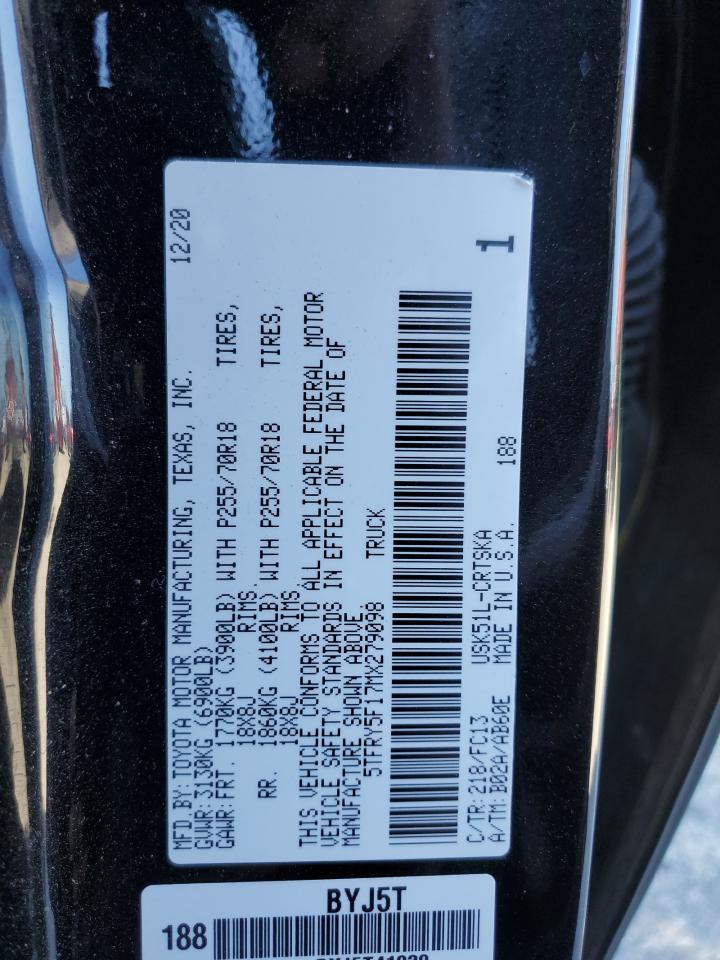 MFD.BY:TOYOTA MOTOR MANUFACTURING, TEXAS, INC. 12/20
GVWR:3130KG (6900LB)
GAWR:FRT. 1770KG (3900LB) WITH P255/70R18 TIRES,
18X8J RIMS.
RR. 1860KG (4100LB) WITH P255/70R18 TIRES,
18X8J RIMS
THIS VEHICLE CONFORMS TO ALL APPLICABLE FEDERAL MOTOR
VEHICLE SAFETY STANDARDS IN EFFECT ON THE DATE OF
MANUFACTURE SHOWN ABOVE.
5TFRY5F17MX279098 TRUCK
C/TR:218/FC13 USK51L-CRTSKA 188
A/TM:B02A/AB60E MADE IN U.S.A. 1
BYJ5T
188